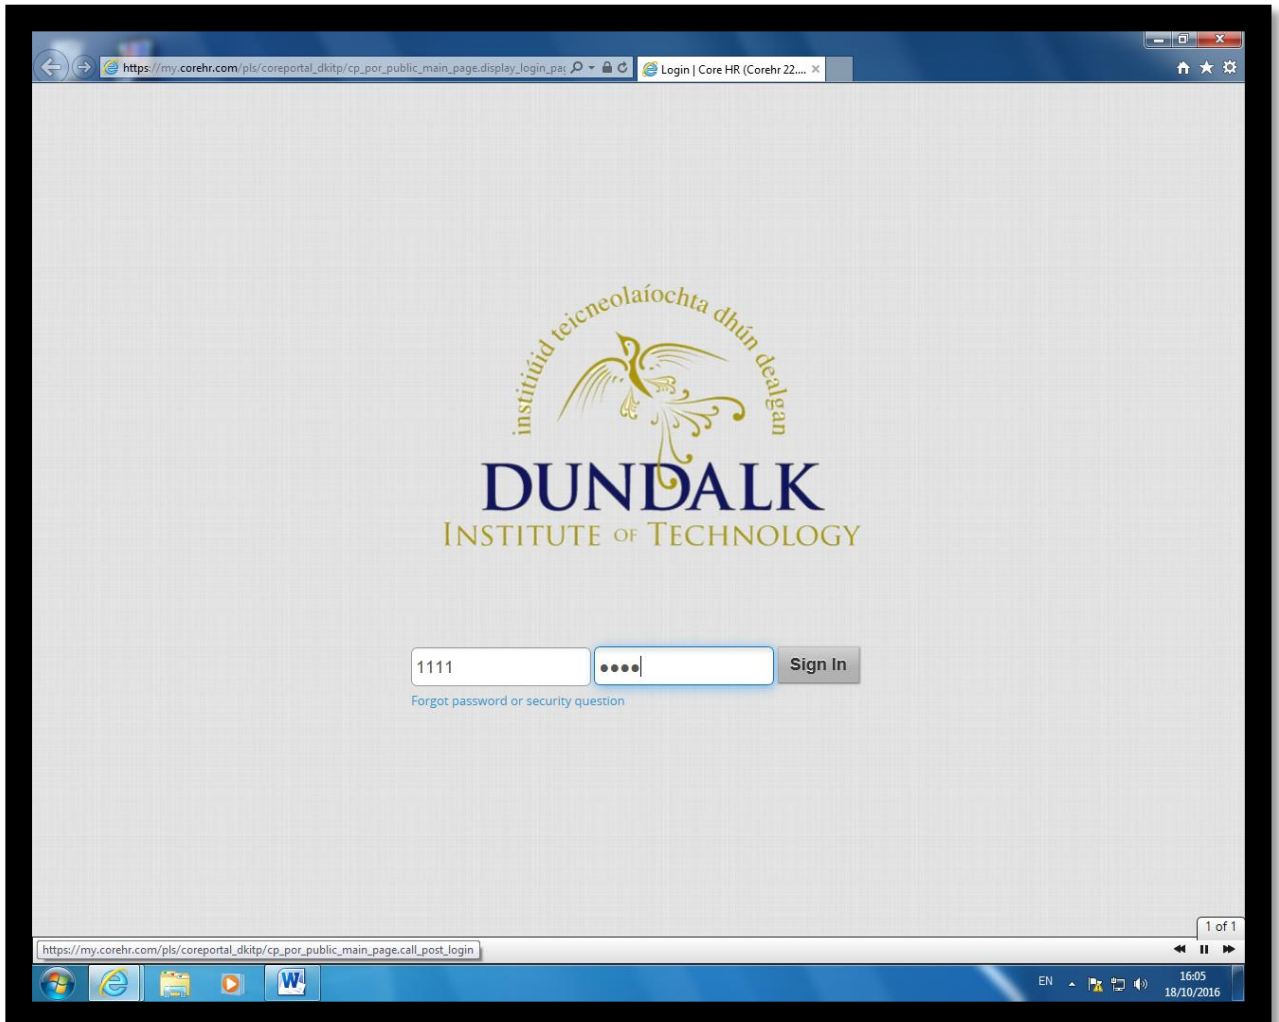 https://my.corehr.com/pls/coreportal_dkitp/cp_por_public_main_page.display_login_pa
Login | Core HR (Corehr 22....
institiúid teicneolaíochta dhún dealgan
DUNDALK
INSTITUTE OF TECHNOLOGY
1111
••••
Sign In
Forgot password or security question
1 of 1
https://my.corehr.com/pls/coreportal_dkitp/cp_por_public_main_page.call_post_login
EN
16:05
18/10/2016